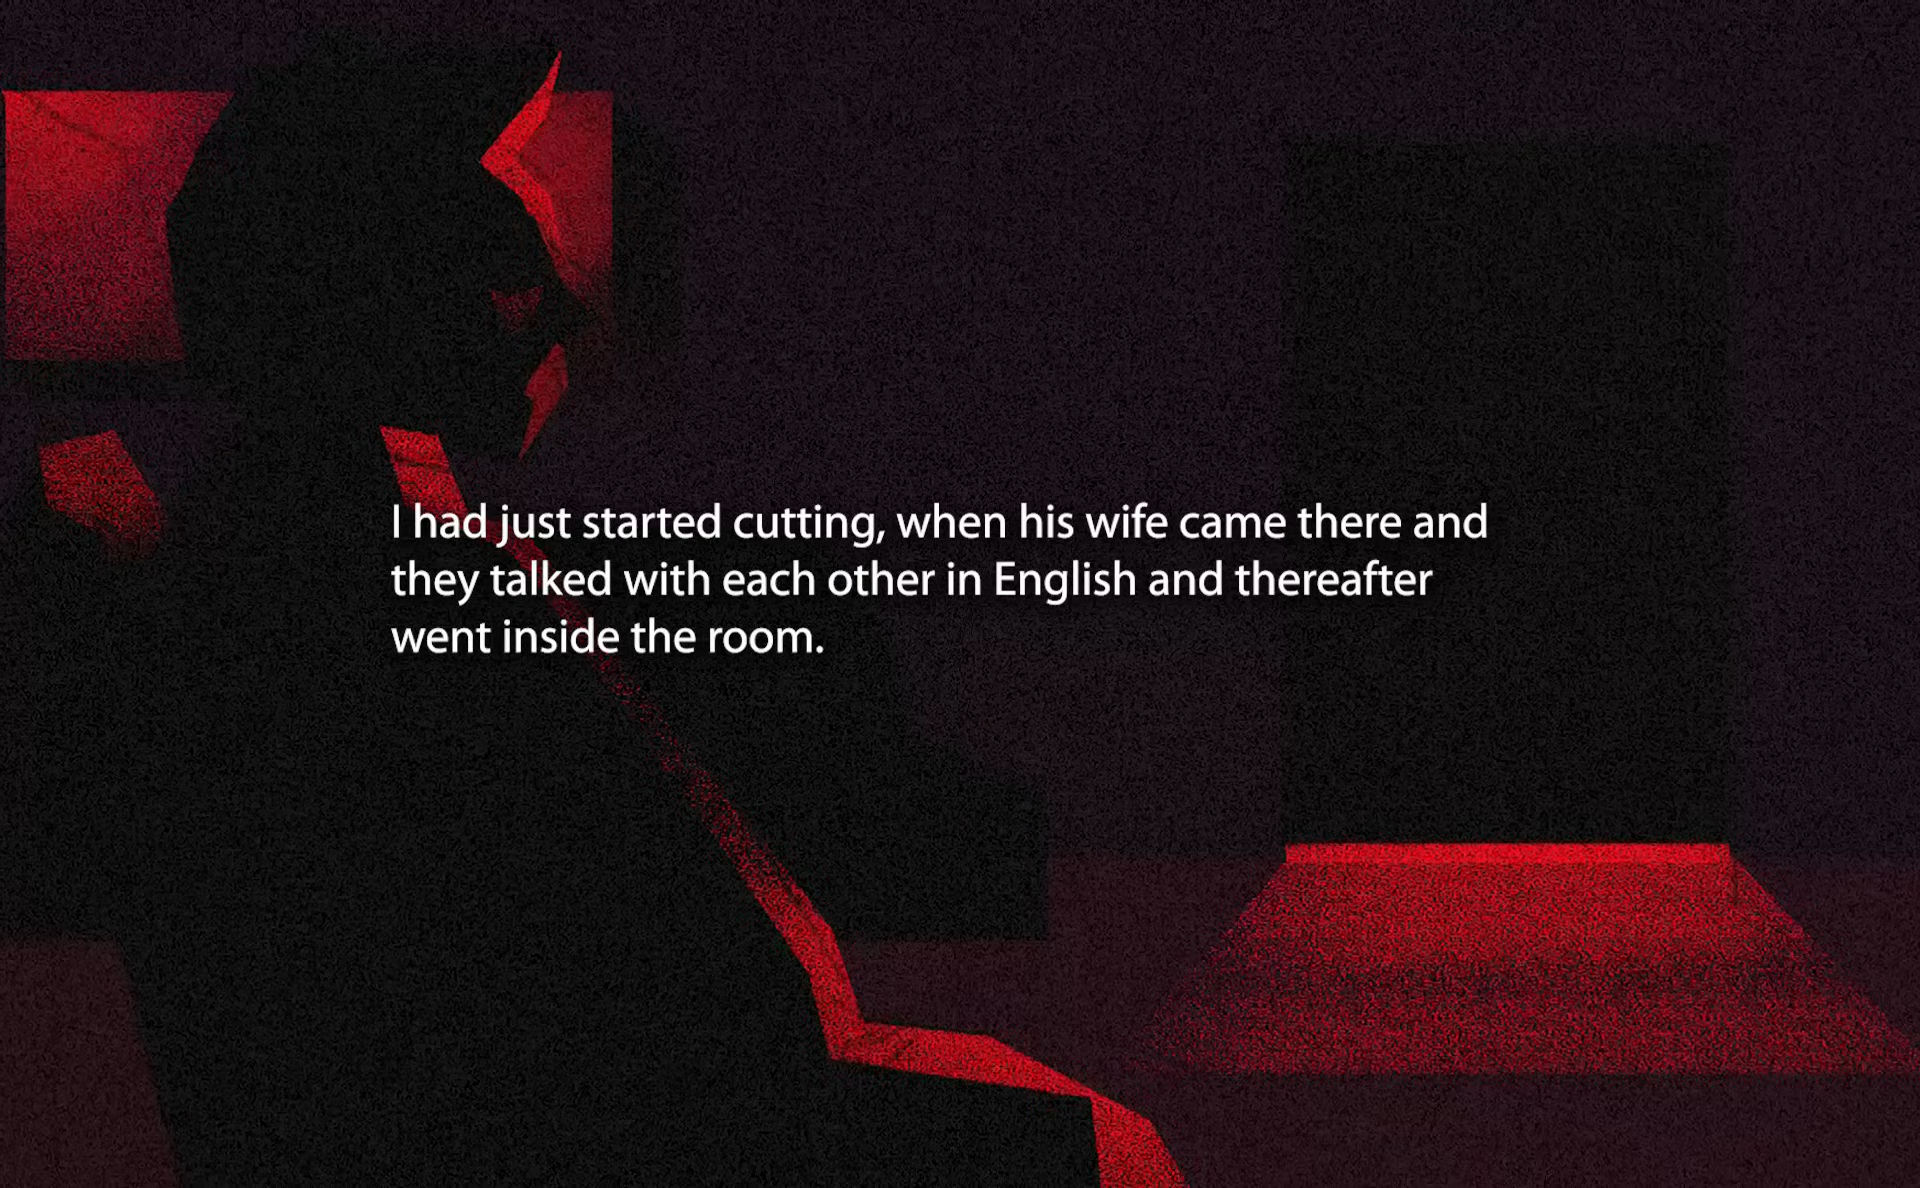 I had just started cutting, when his wife came there and
they talked with each other in English and thereafter
went inside the room.